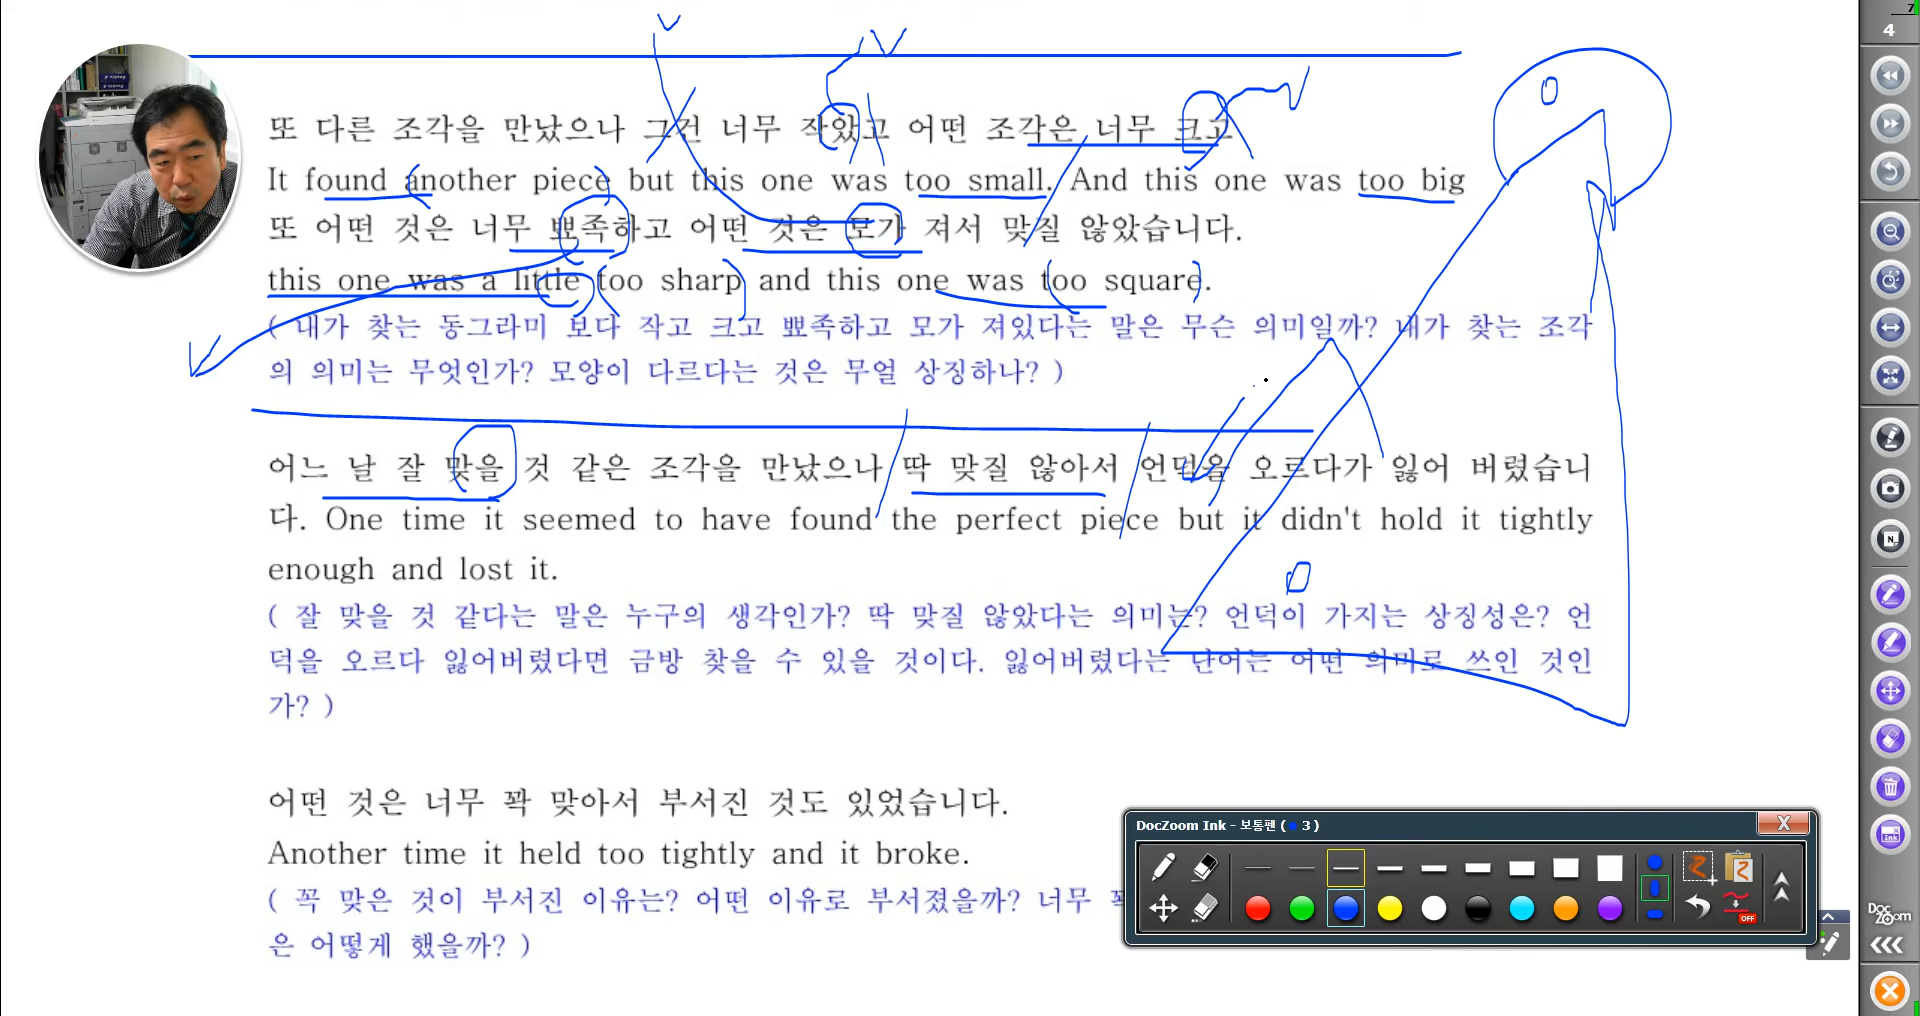 7
4
또 다른 조각을 만났으나 그건 너무 작았고 어떤 조각은 너무 크고
It found another piece but this one was too small. And this one was too big
또 어떤 것은 너무 뾰족하고 어떤 것은 모가 져서 맞질 않았습니다.
this one was a little too sharp and this one was too square.
( 내가 찾는 동그라미 보다 작고 크고 뾰족하고 모가 져있다는 말은 무슨 의미일까? 내가 찾는 조각
의 의미는 무엇인가? 모양이 다르다는 것은 무얼 상징하나? )
어느 날 잘 맞을 것 같은 조각을 만났으나 딱 맞질 않아서 언덕을 오르다가 잃어 버렸습니
다. One time it seemed to have found the perfect piece but it didn't hold it tightly
enough and lost it.
( 잘 맞을 것 같다는 말은 누구의 생각인가? 딱 맞질 않았다는 의미는? 언덕이 가지는 상징성은? 언
덕을 오르다 잃어버렸다면 금방 찾을 수 있을 것이다. 잃어버렸다는 단어는 어떤 의미로 쓰인 것인
가? )
어떤 것은 너무 꽉 맞아서 부서진 것도 있었습니다.
Another time it held too tightly and it broke.
( 꼭 맞은 것이 부서진 이유는? 어떤 이유로 부서졌을까? 너무
은 어떻게 했을까? )
DocZoom Ink - 보통펜 ( 3 )
OFF
N
Ink
DocZoom